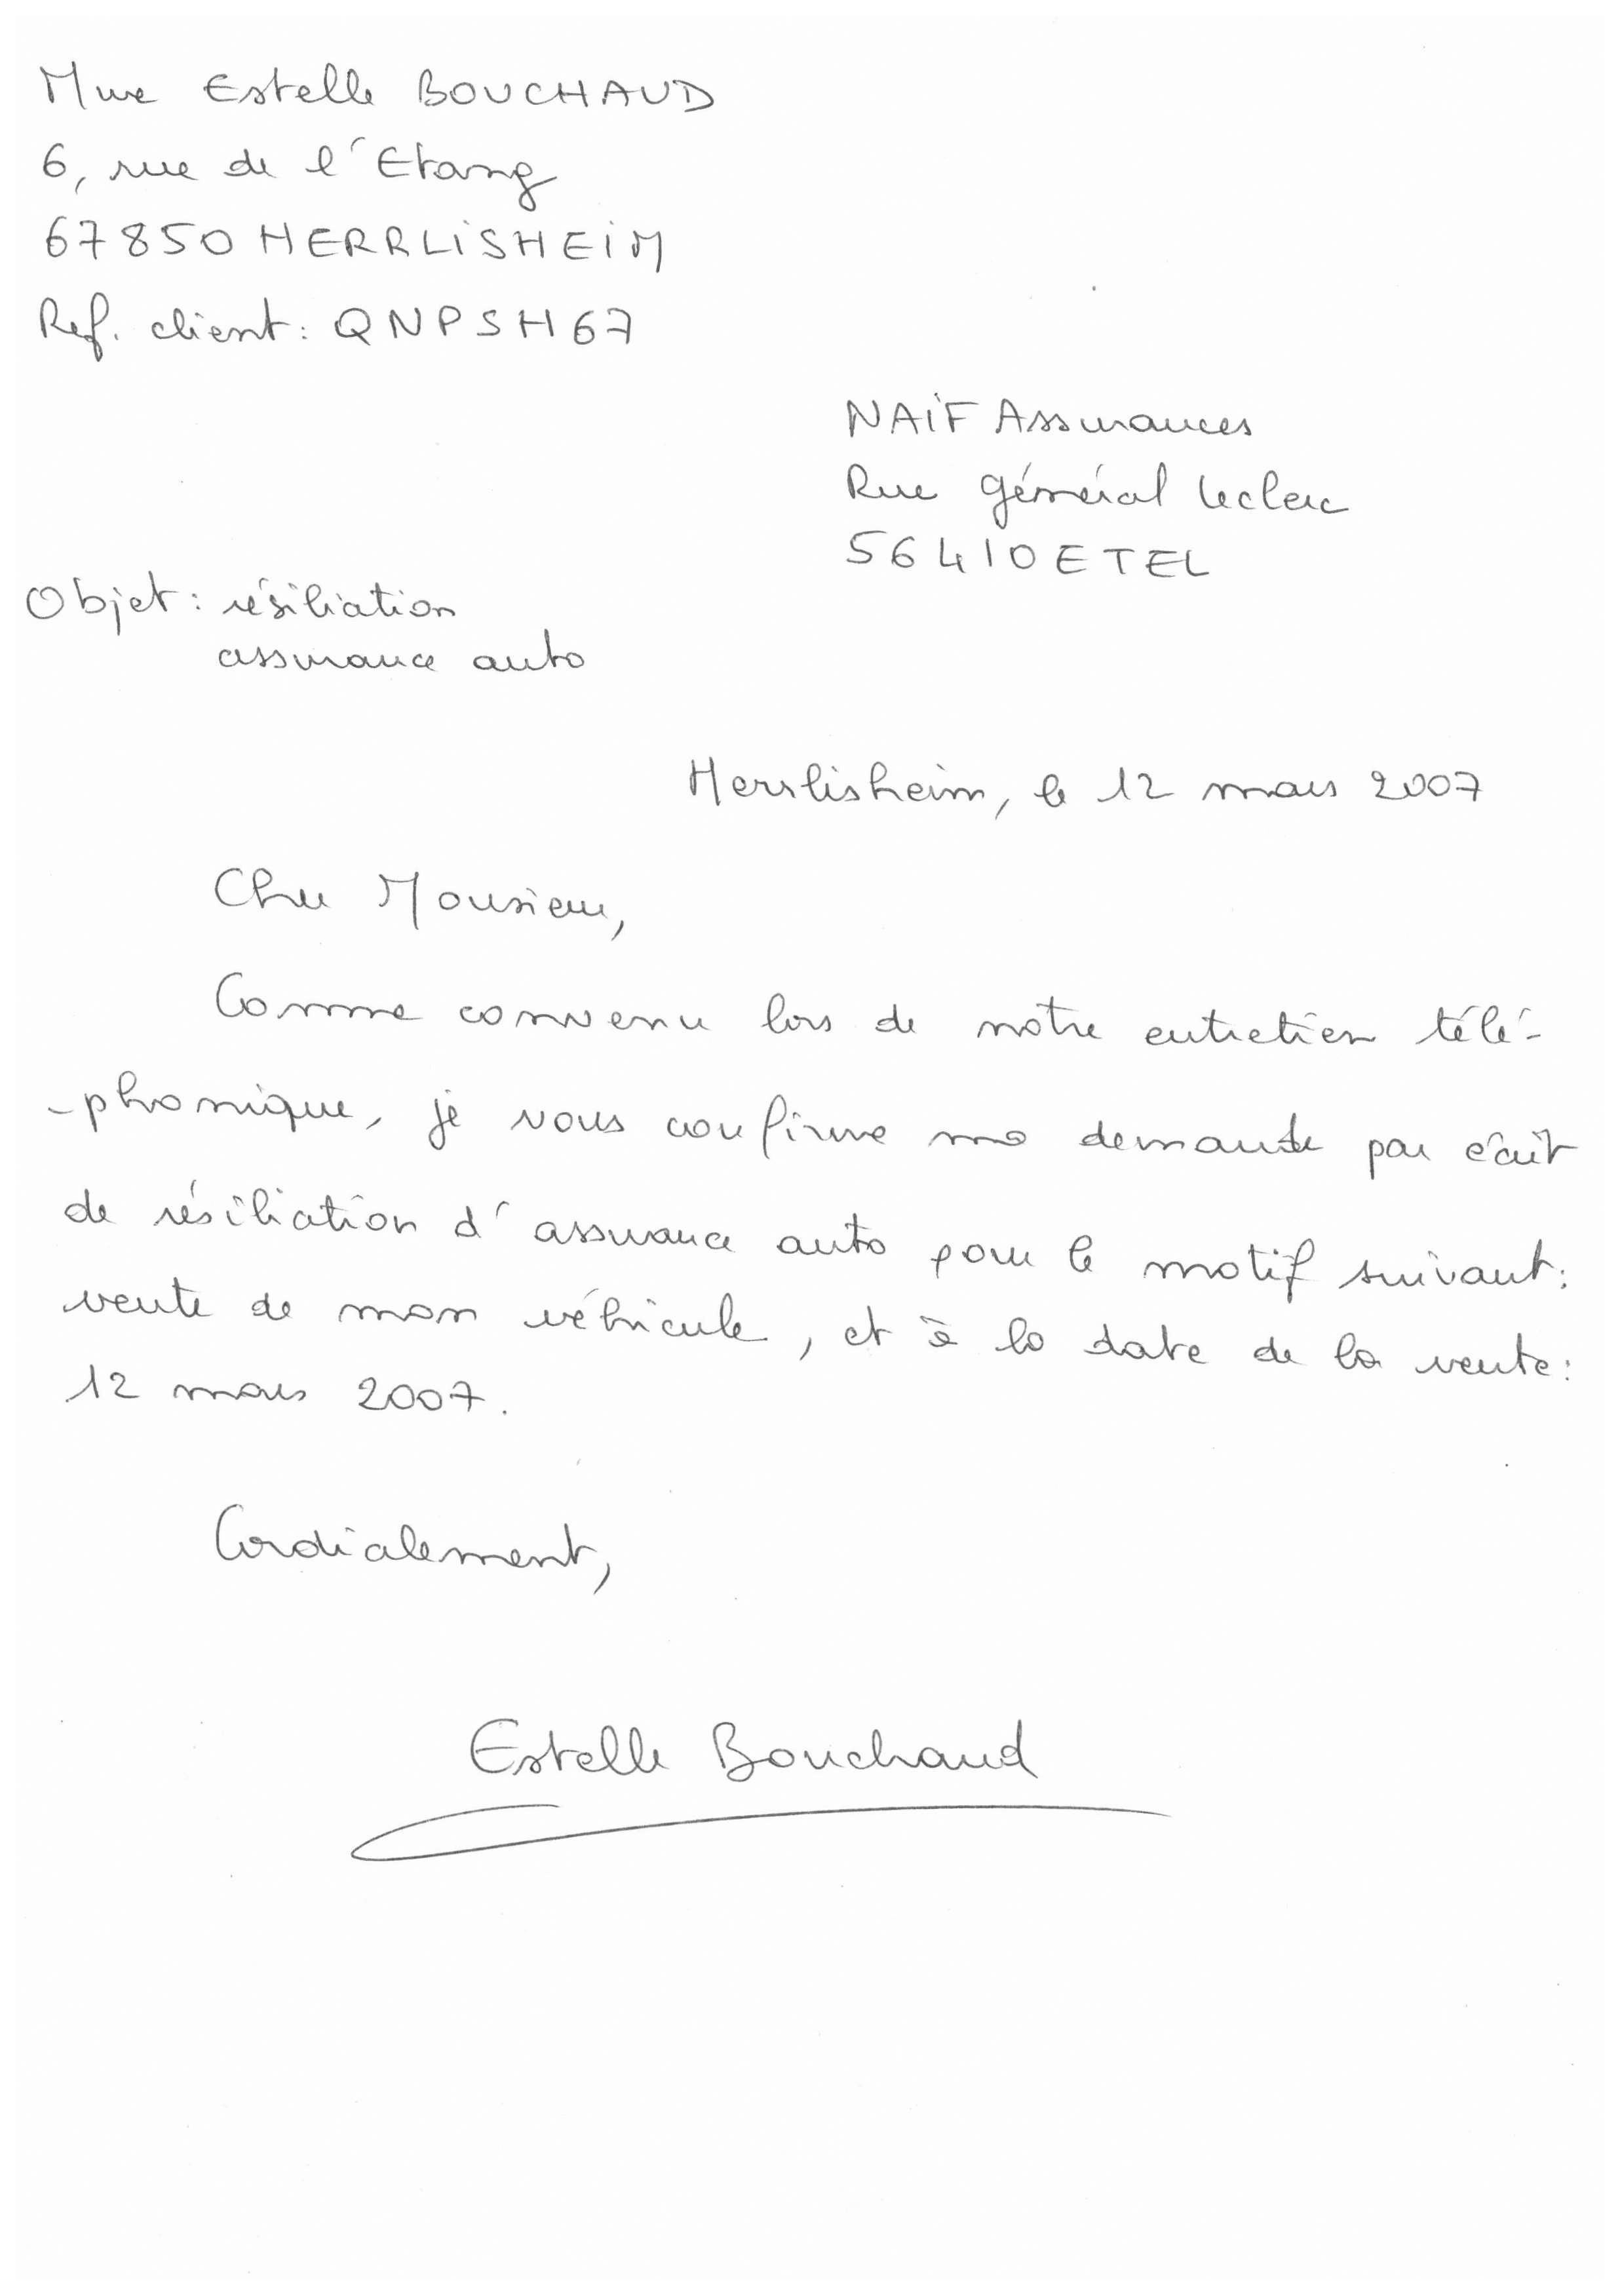 Mme Estelle BOUCHAUD
6, rue de l'Etang
67850 HERRLISHEIM
Ref. client: QNPSH67
NAIF Assurances
Rue général Leclerc
56410 ETEL
Objet: résiliation
assurance auto
Herrlisheim, le 12 mars 2007
Cher Monsieur,
Comme convenu lors de notre entretien télé-
-phonique, je vous confirme ma demande par écrit
de résiliation d'assurance auto pour le motif suivant:
vente de mon véhicule, et à la date de la vente:
12 mars 2007.
Cordialement,
Estelle Bouchaud